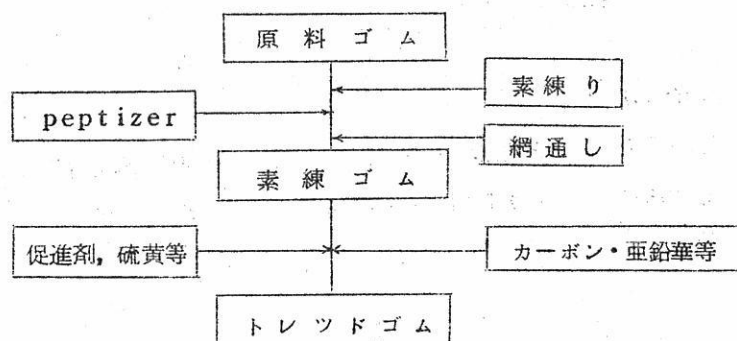 原料ゴム
素練り
peptizer
網通し
素練ゴム
促進剤,硫黄等
カーボン・亜鉛華等
トレツドゴム